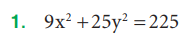 1. 9x² + 25y² = 225